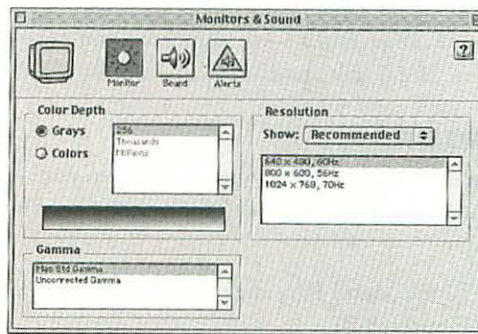 Monitors & Sound
Monitor
Sound
Alerts
?
Color Depth
Grays
Colors
256
Thousands
Millions
Resolution
Show: Recommended
640 x 480, 60Hz
800 x 600, 56Hz
1024 x 768, 70Hz
Gamma
Mac Std Gamma
Uncorrected Gamma